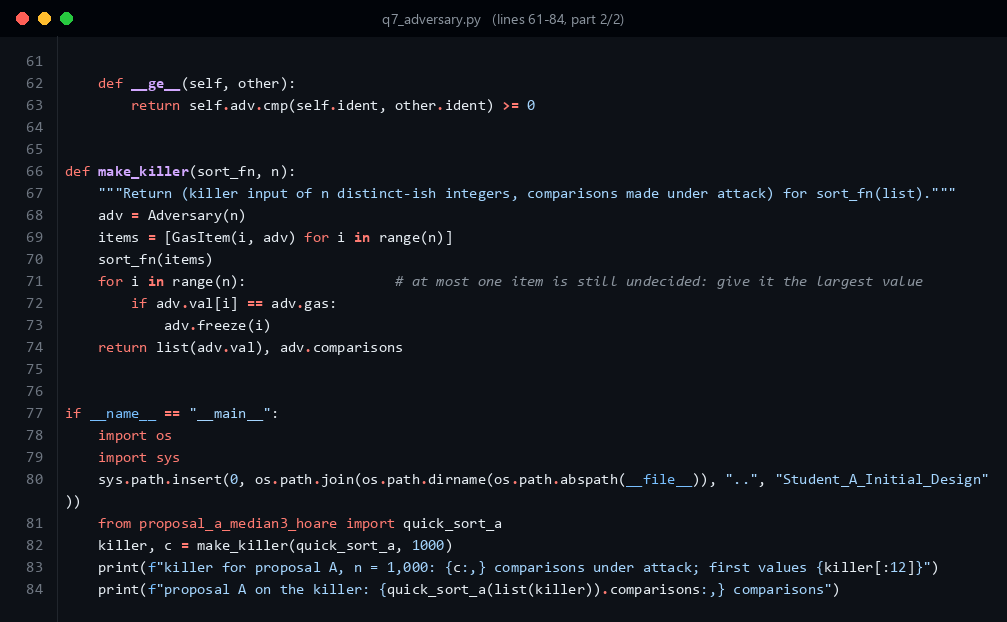 q7_adversary.py (lines 61-84, part 2/2)
61
62     def __ge__(self, other):
63         return self.adv.cmp(self.ident, other.ident) >= 0
64
65
66 def make_killer(sort_fn, n):
67     """Return (killer input of n distinct-ish integers, comparisons made under attack) for sort_fn(list)."""
68     adv = Adversary(n)
69     items = [GasItem(i, adv) for i in range(n)]
70     sort_fn(items)
71     for i in range(n):                  # at most one item is still undecided: give it the largest value
72         if adv.val[i] == adv.gas:
73             adv.freeze(i)
74     return list(adv.val), adv.comparisons
75
76
77 if __name__ == "__main__":
78     import os
79     import sys
80     sys.path.insert(0, os.path.join(os.path.dirname(os.path.abspath(__file__)), "..", "Student_A_Initial_Design"
))
81     from proposal_a_median3_hoare import quick_sort_a
82     killer, c = make_killer(quick_sort_a, 1000)
83     print(f"killer for proposal A, n = 1,000: {c:,} comparisons under attack; first values {killer[:12]}")
84     print(f"proposal A on the killer: {quick_sort_a(list(killer)).comparisons:,} comparisons")